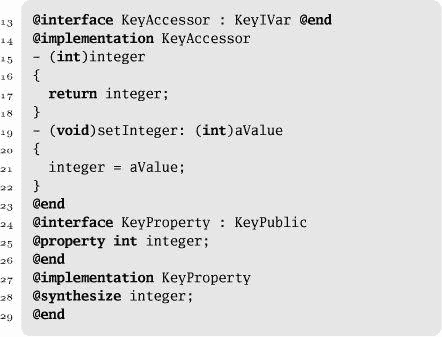 13 @interface KeyAccessor : KeyIVar @end
14 @implementation KeyAccessor
15 - (int)integer
16 {
17   return integer;
18 }
19 - (void)setInteger: (int)aValue
20 {
21   integer = aValue;
22 }
23 @end
24 @interface KeyProperty : KeyPublic
25 @property int integer;
26 @end
27 @implementation KeyProperty
28 @synthesize integer;
29 @end